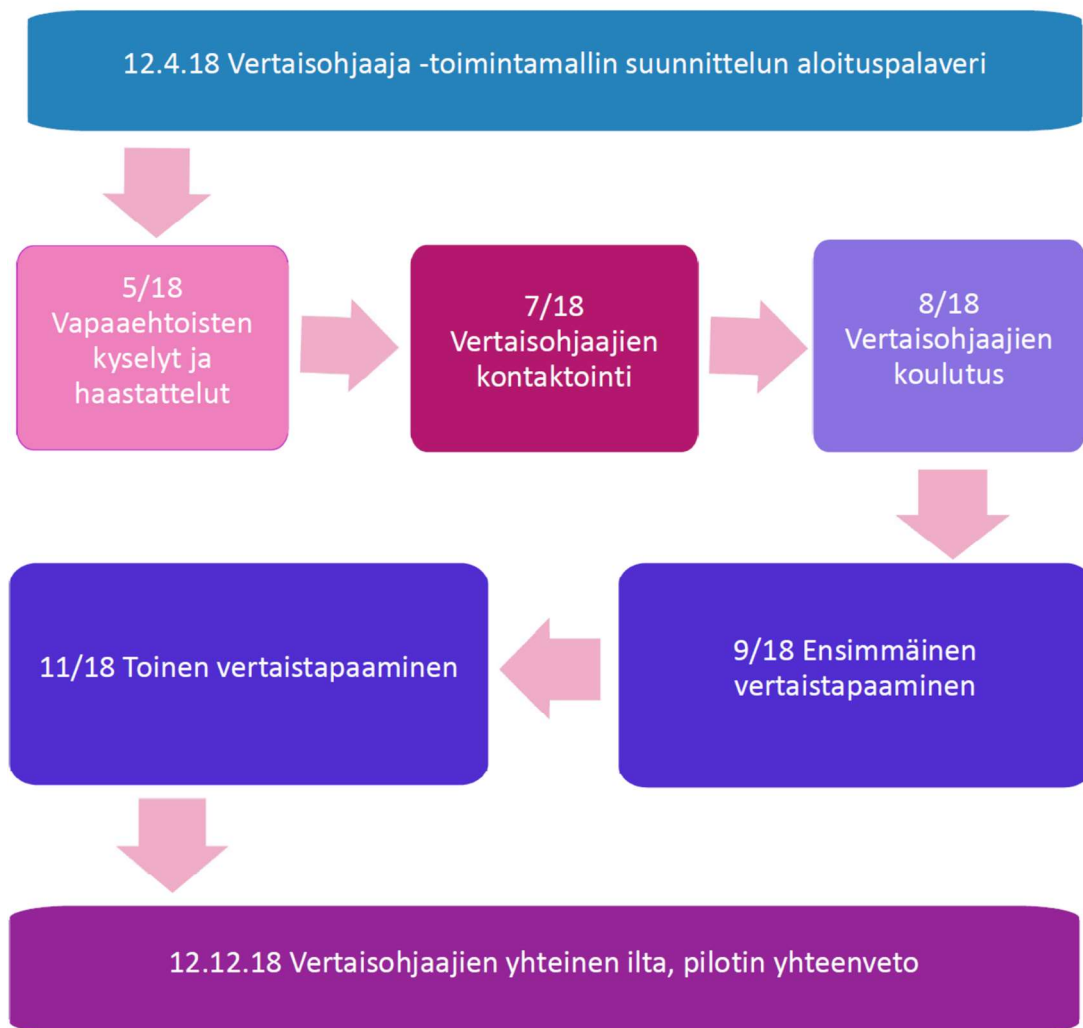 12.4.18 Vertaisohjaaja -toimintamallin suunnittelun aloituspalaveri
5/18
Vapaaehtoisten
kyselyt ja
haastattelut
7/18
Vertaisohjaajien
kontaktointi
8/18
Vertaisohjaajien
koulutus
9/18 Ensimmäinen
vertaistapaaminen
11/18 Toinen vertaistapaaminen
12.12.18 Vertaisohjaajien yhteinen ilta, pilotin yhteenveto